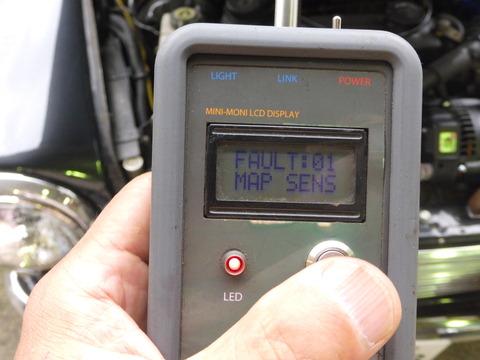 LIGHT LINK POWER
MINI-MONI LCD DISPLAY
FAULT:01
MAP SENS
LED